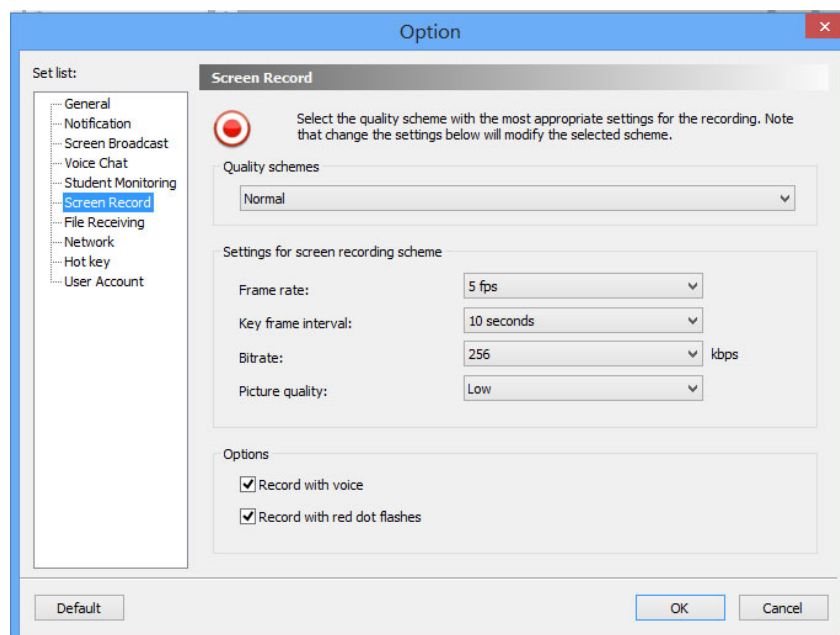 Option
Set list:
General
Notification
Screen Broadcast
Voice Chat
Student Monitoring
Screen Record
File Receiving
Network
Hot key
User Account
Screen Record
Select the quality scheme with the most appropriate settings for the recording. Note
that change the settings below will modify the selected scheme.
Quality schemes
Normal
Settings for screen recording scheme
Frame rate: 5 fps
Key frame interval: 10 seconds
Bitrate: 256 kbps
Picture quality: Low
Options
Record with voice
Record with red dot flashes
Default OK Cancel